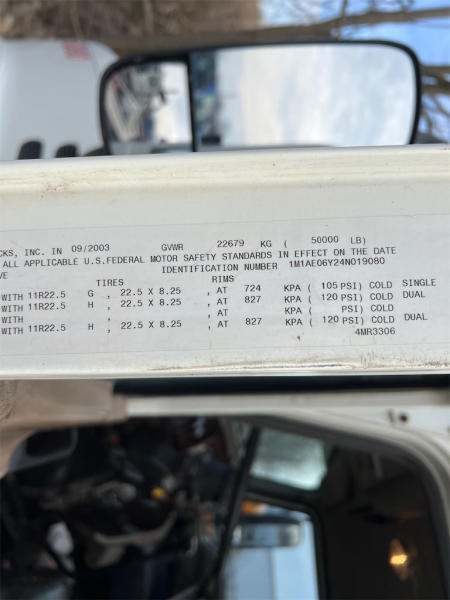 CKS, INC. IN 09/2003 GVWR 22679 KG ( 50000 LB)
ALL APPLICABLE U.S.FEDERAL MOTOR SAFETY STANDARDS IN EFFECT ON THE DATE
VE IDENTIFICATION NUMBER 1M1AE06Y24N019080
TIRES RIMS
WITH 11R22.5 G , 22.5 X 8.25 , AT 724 KPA ( 105 PSI) COLD SINGLE
WITH 11R22.5 H , 22.5 X 8.25 , AT 827 KPA ( 120 PSI) COLD DUAL
WITH , AT KPA ( PSI) COLD
WITH 11R22.5 H , 22.5 X 8.25 , AT 827 KPA ( 120 PSI) COLD DUAL
4MR3306